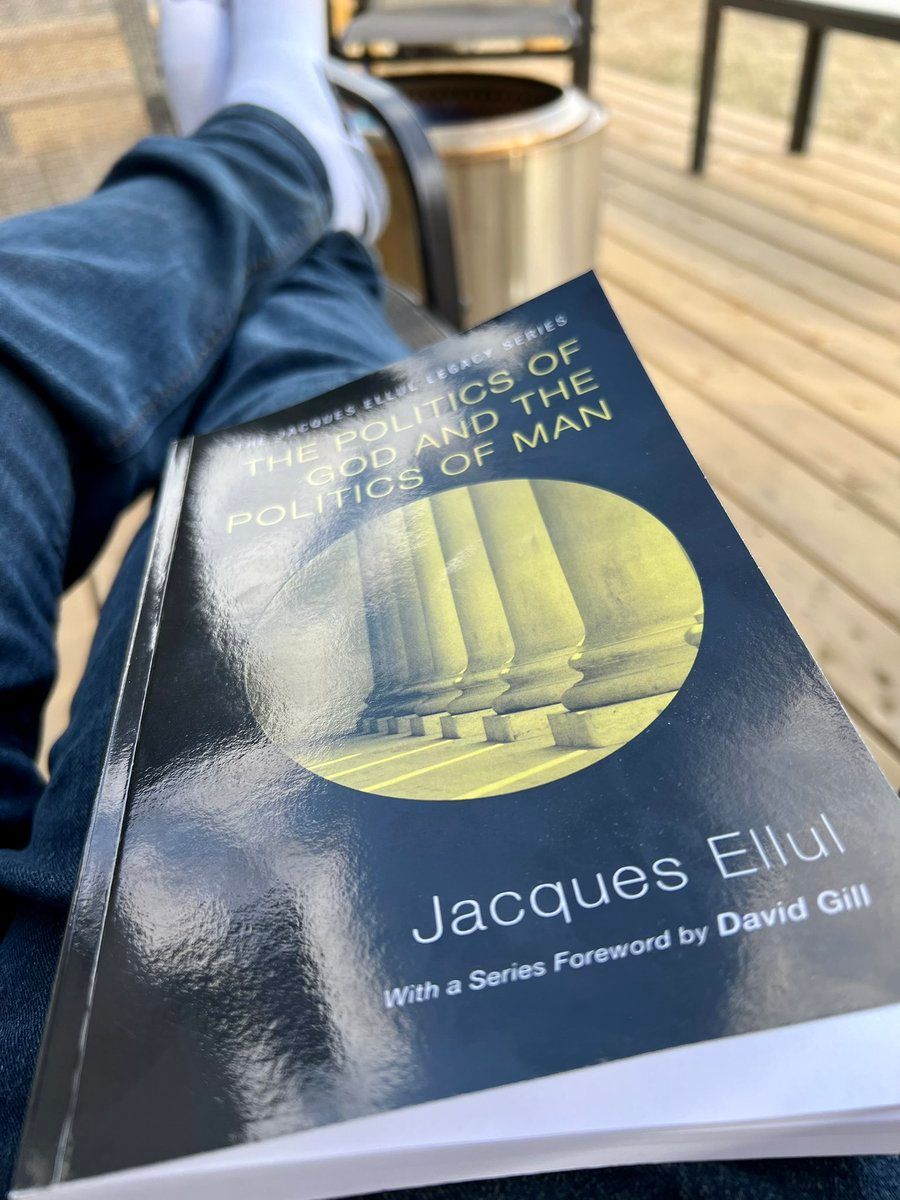 THE JACQUES ELLUL LEGACY SERIES
THE POLITICS OF
GOD AND THE
POLITICS OF MAN
Jacques Ellul
With a Series Foreword by David Gill